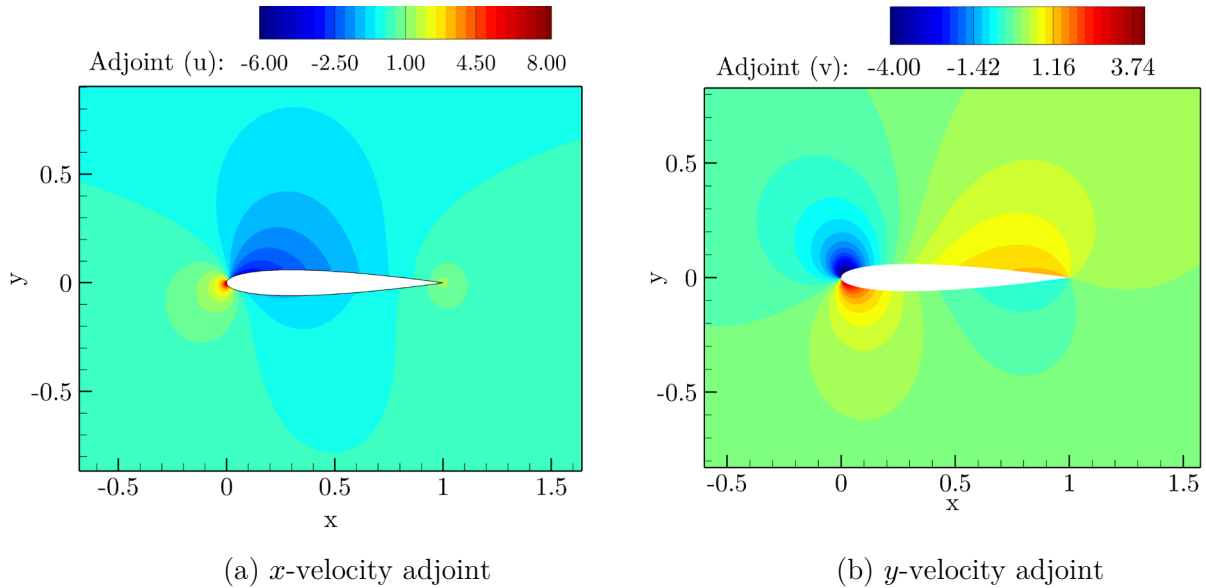 Adjoint (u): -6.00 -2.50 1.00 4.50 8.00
0.5
0
-0.5
y
-0.5 0 0.5 1 1.5
x
(a) x-velocity adjoint
Adjoint (v): -4.00 -1.42 1.16 3.74
0.5
0
-0.5
y
-0.5 0 0.5 1 1.5
x
(b) y-velocity adjoint